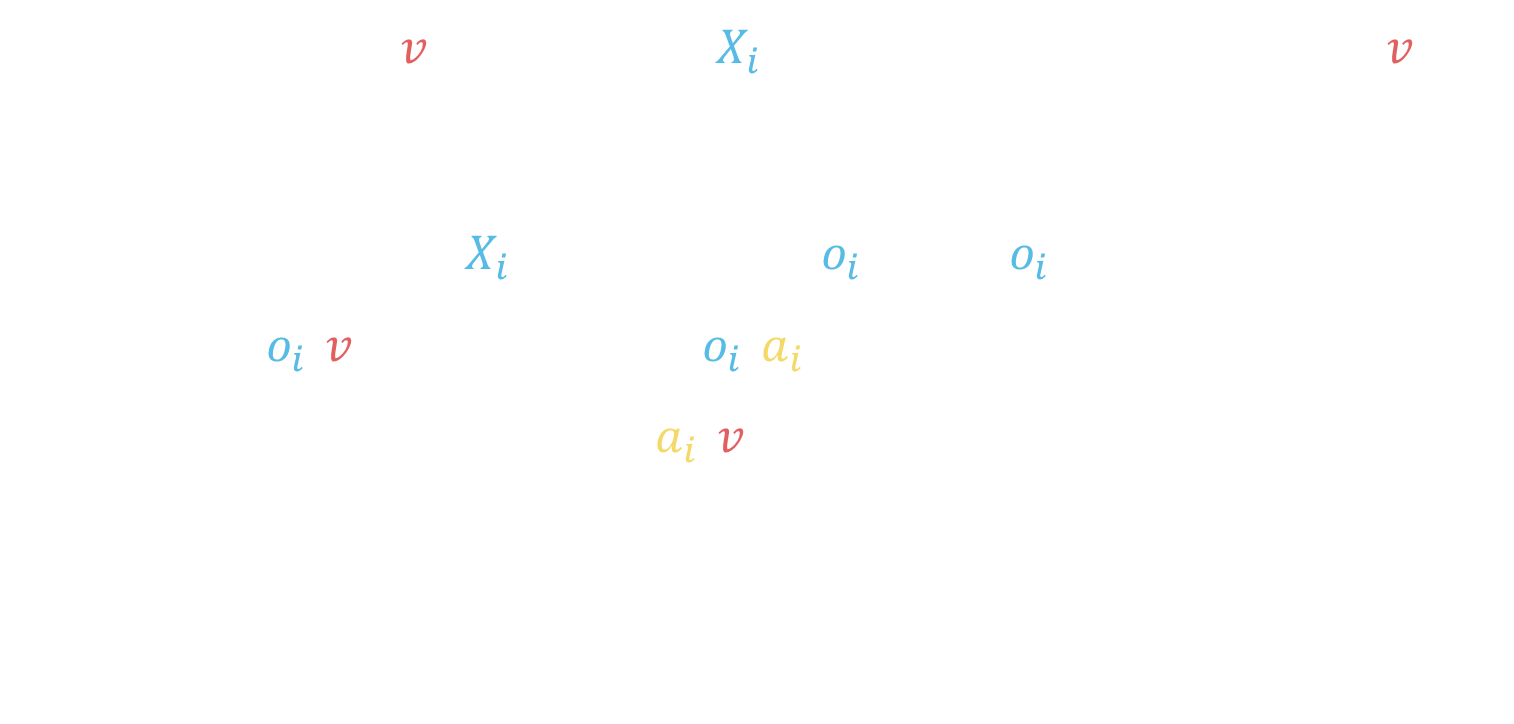 v X_i v
X_i o_i o_i
o_i v o_i a_i
a_i v